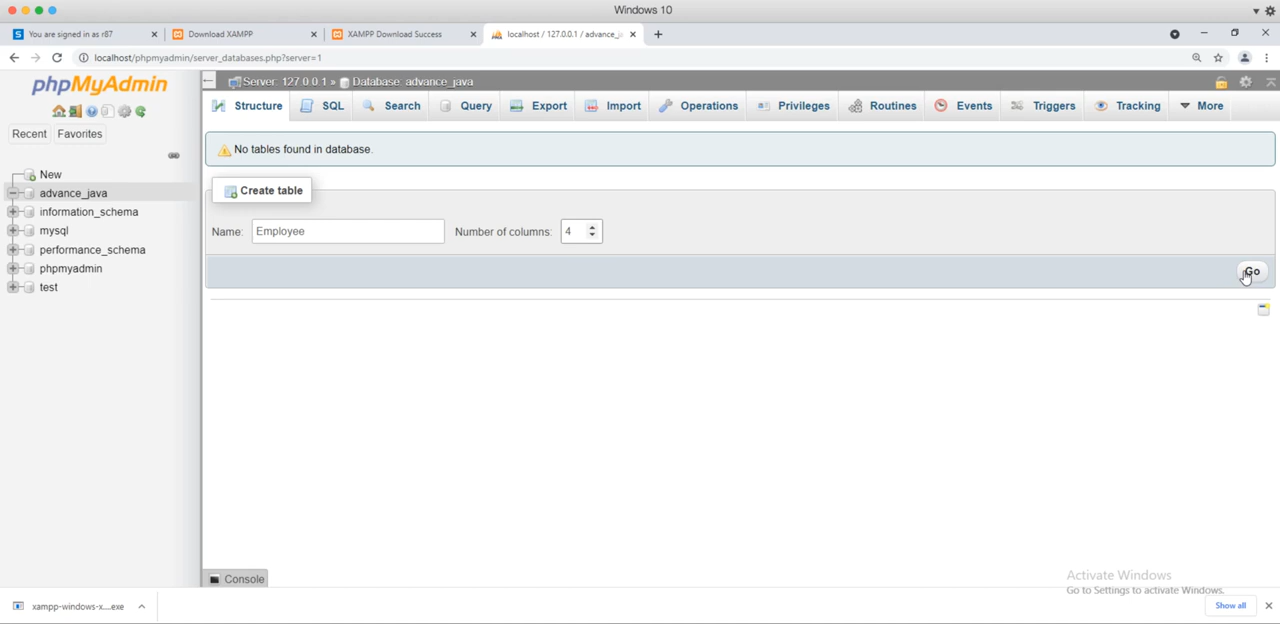 Windows 10
You are signed in as r87
Download XAMPP
XAMPP Download Success
localhost / 127.0.0.1 / advance_j
localhost/phpmyadmin/server_databases.php?server=1
phpMyAdmin
Server: 127.0.0.1 » Database: advance_java
Structure SQL Search Query Export Import Operations Privileges Routines Events Triggers Tracking More
Recent Favorites
No tables found in database.
New
advance_java
information_schema
mysql
performance_schema
phpmyadmin
test
Create table
Name: Employee Number of columns: 4
Go
Console
Activate Windows
Go to Settings to activate Windows.
xampp-windows-x....exe
Show all